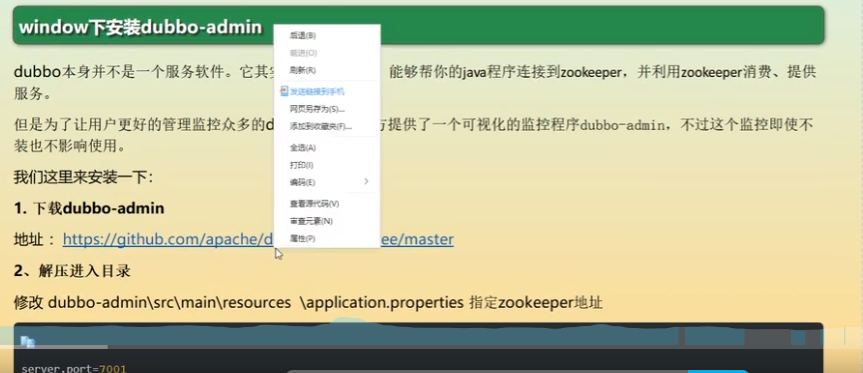 window下安装dubbo-admin
dubbo本身并不是一个服务软件。它其实 能够帮你的java程序连接到zookeeper，并利用zookeeper消费、提供
服务。
但是为了让用户更好的管理监控众多的d 方提供了一个可视化的监控程序dubbo-admin，不过这个监控即使不
装也不影响使用。
我们这里来安装一下：
1. 下载dubbo-admin
地址 ： https://github.com/apache/d ee/master
2、解压进入目录
修改 dubbo-admin\src\main\resources \application.properties 指定zookeeper地址
server.port=7001
后退(B)
前进(O)
刷新(R)
发送链接到手机
网页另存为(S)...
添加到收藏夹(F)...
全选(A)
打印(I)
编码(E)
查看源代码(V)
审查元素(N)
属性(P)